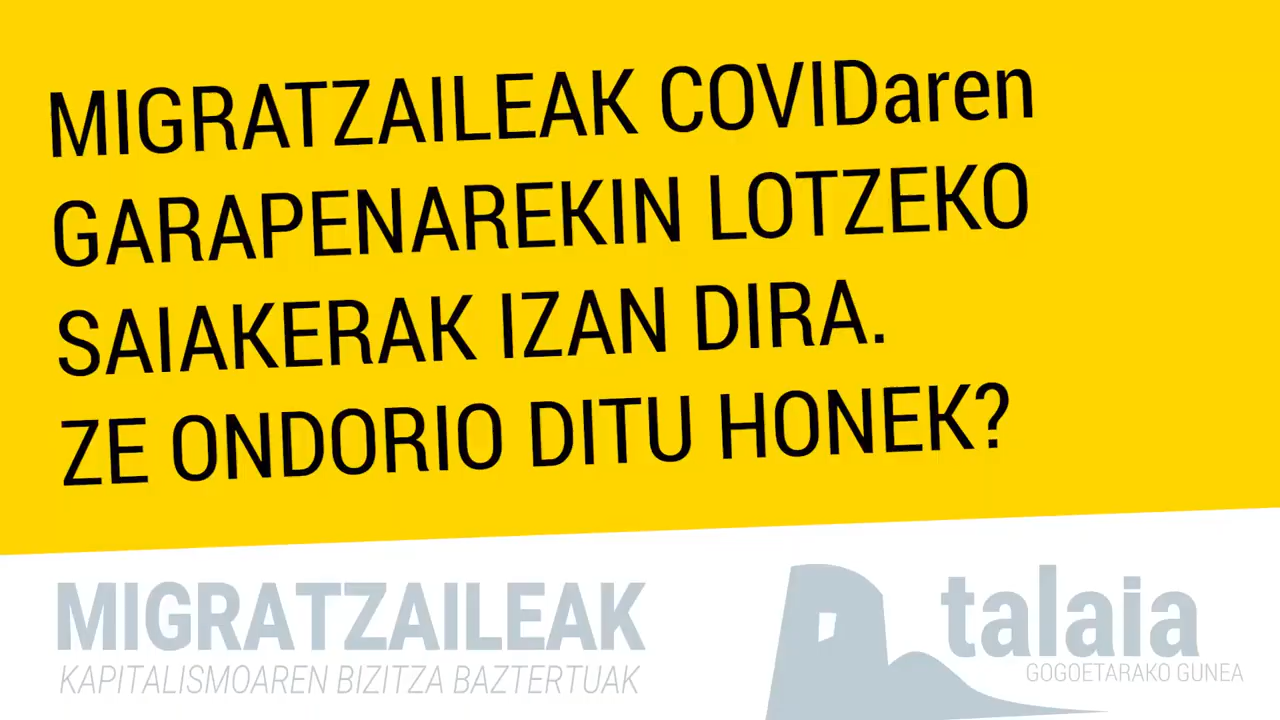 MIGRATZAILEAK COVIDaren
GARAPENAREKIN LOTZEKO
SAIAKERAK IZAN DIRA.
ZE ONDORIO DITU HONEK?
MIGRATZAILEAK
KAPITALISMOAREN BIZITZA BAZTERTUAK
talaia
GOGOETARAKO GUNEA